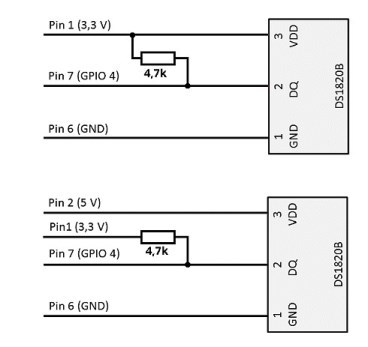 Pin 1 (3,3 V)
3
VDD
4,7k
Pin 7 (GPIO 4)
2
DQ
DS1820B
Pin 6 (GND)
1
GND
Pin 2 (5 V)
3
VDD
Pin1 (3,3 V)
4,7k
Pin 7 (GPIO 4)
2
DQ
DS1820B
Pin 6 (GND)
1
GND